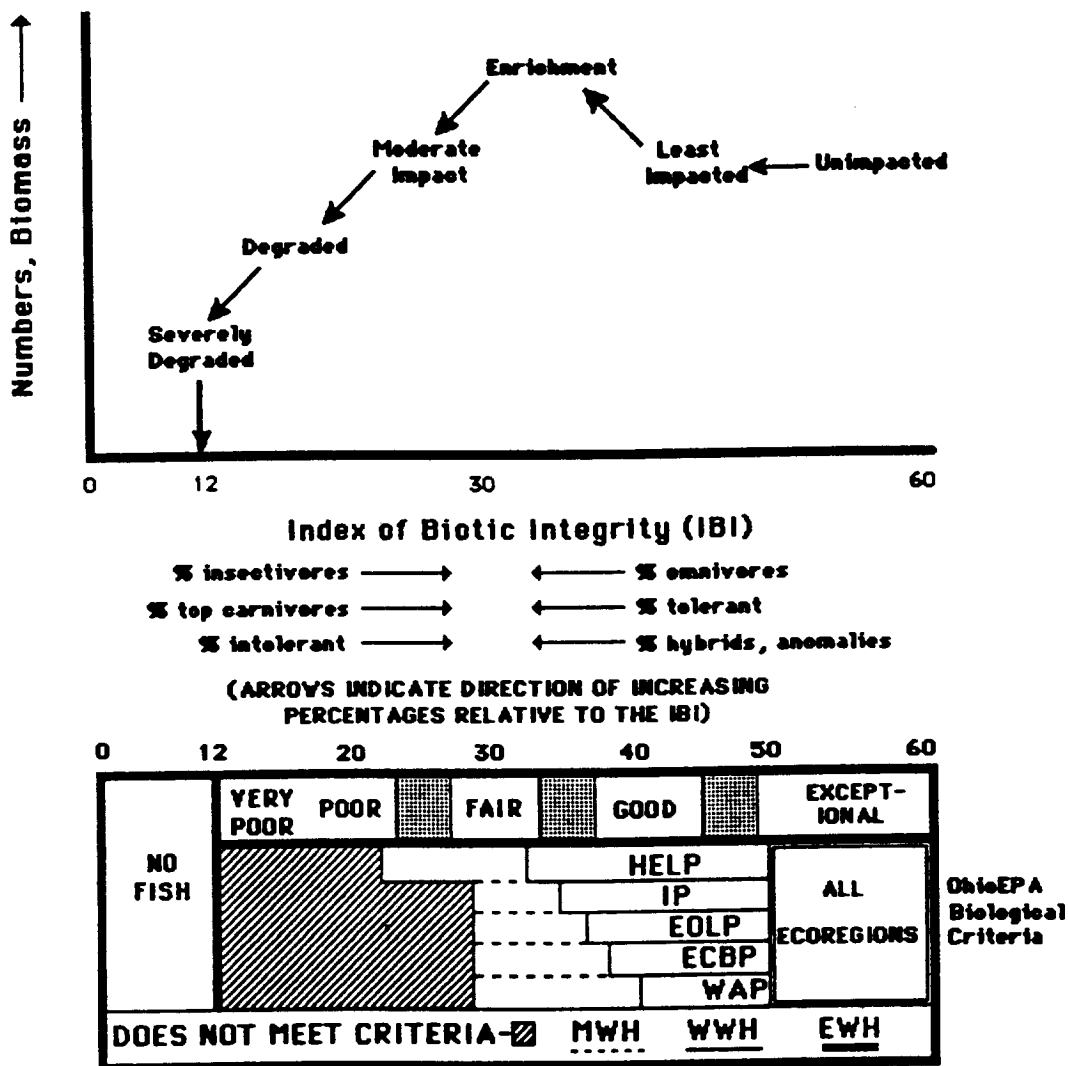 Numbers, Biomass
Enrichment
Moderate
Impact
Least
Impacted
Unimpacted
Degraded
Severely
Degraded
0 12 30 60
Index of Biotic Integrity (IBI)
% insectivores % omnivores
% top carnivores % tolerant
% intolerant % hybrids, anomalies
(ARROWS INDICATE DIRECTION OF INCREASING
PERCENTAGES RELATIVE TO THE IBI)
0 12 20 30 40 50 60
VERY
POOR
POOR
FAIR
GOOD
EXCEPT-
IONAL
NO
FISH
HELP
IP
EOLP
ECBP
WAP
ALL
ECOREGIONS
OhioEPA
Biological
Criteria
DOES NOT MEET CRITERIA- MWH WWH EWH